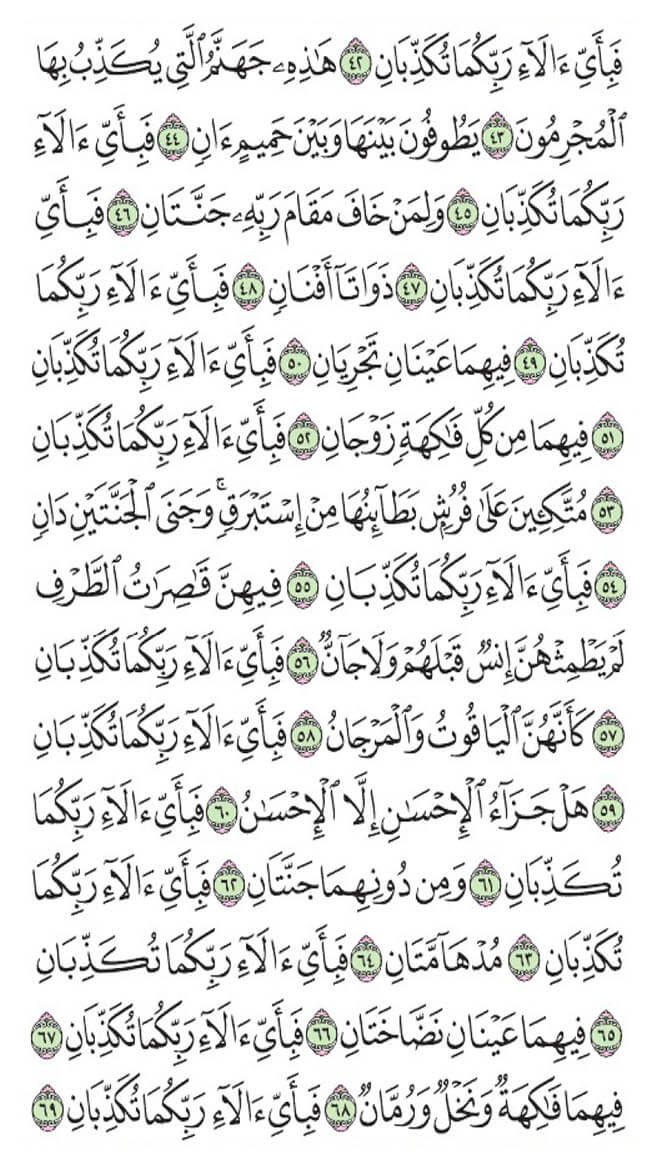 فَبِأَيِّ ءَالَآءِ رَبِّكُمَا تُكَذِّبَانِ ٤٢ هَٰذِهِۦ جَهَنَّمُ ٱلَّتِي يُكَذِّبُ بِهَا
ٱلْمُجْرِمُونَ ٤٣ يَطُوفُونَ بَيْنَهَا وَبَيْنَ حَمِيمٍ ءَانٍ ٤٤ فَبِأَيِّ ءَالَآءِ
رَبِّكُمَا تُكَذِّبَانِ ٤٥ وَلِمَنْ خَافَ مَقَامَ رَبِّهِۦ جَنَّتَانِ ٤٦ فَبِأَيِّ
ءَالَآءِ رَبِّكُمَا تُكَذِّبَانِ ٤٧ ذَوَاتَآ أَفْنَانٍ ٤٨ فَبِأَيِّ ءَالَآءِ رَبِّكُمَا
تُكَذِّبَانِ ٤٩ فِيهِمَا عَيْنَانِ تَجْرِيَانِ ٥٠ فَبِأَيِّ ءَالَآءِ رَبِّكُمَا تُكَذِّبَانِ
٥١ فِيهِمَا مِن كُلِّ فَٰكِهَةٍ زَوْجَانِ ٥٢ فَبِأَيِّ ءَالَآءِ رَبِّكُمَا تُكَذِّبَانِ
٥٣ مُتَّكِـِٔينَ عَلَىٰ فُرُشٍۭ بَطَآئِنُهَا مِنْ إِسْتَبْرَقٍۚ وَجَنَى ٱلْجَنَّتَيْنِ دَانٍ
٥٤ فَبِأَيِّ ءَالَآءِ رَبِّكُمَا تُكَذِّبَانِ ٥٥ فِيهِنَّ قَٰصِرَٰتُ ٱلطَّرْفِ
لَمْ يَطْمِثْهُنَّ إِنسٌ قَبْلَهُمْ وَلَا جَآنٌّ ٥٦ فَبِأَيِّ ءَالَآءِ رَبِّكُمَا تُكَذِّبَانِ
٥٧ كَأَنَّهُنَّ ٱلْيَاقُوتُ وَٱلْمَرْجَانُ ٥٨ فَبِأَيِّ ءَالَآءِ رَبِّكُمَا تُكَذِّبَانِ
٥٩ هَلْ جَزَآءُ ٱلْإِحْسَٰنِ إِلَّا ٱلْإِحْسَٰنُ ٦٠ فَبِأَيِّ ءَالَآءِ رَبِّكُمَا
تُكَذِّبَانِ ٦١ وَمِن دُونِهِمَا جَنَّتَانِ ٦٢ فَبِأَيِّ ءَالَآءِ رَبِّكُمَا
تُكَذِّبَانِ ٦٣ مُدْهَآمَّتَانِ ٦٤ فَبِأَيِّ ءَالَآءِ رَبِّكُمَا تُكَذِّبَانِ
٦٥ فِيهِمَا عَيْنَانِ نَضَّاخَتَانِ ٦٦ فَبِأَيِّ ءَالَآءِ رَبِّكُمَا تُكَذِّبَانِ ٦٧
فِيهِمَا فَٰكِهَةٌ وَنَخْلٌ وَرُمَّانٌ ٦٨ فَبِأَيِّ ءَالَآءِ رَبِّكُمَا تُكَذِّبَانِ ٦٩